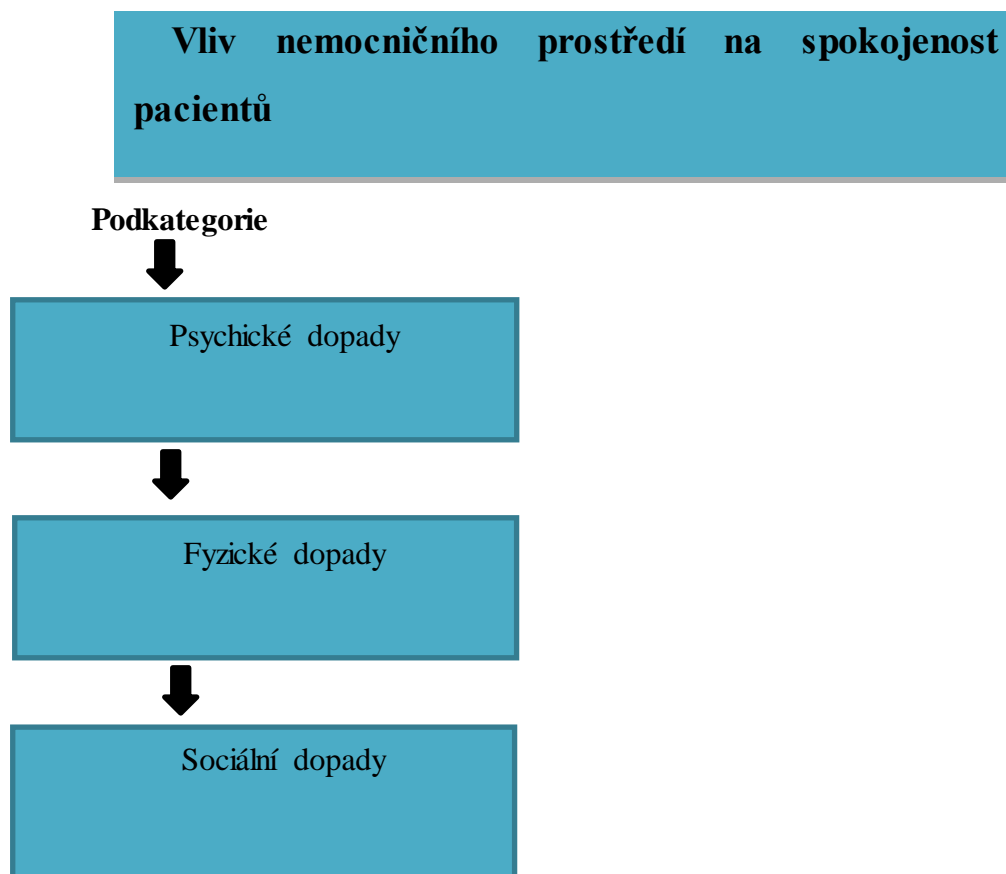 Vliv nemocničního prostředí na spokojenost
pacientů
Podkategorie
Psychické dopady
Fyzické dopady
Sociální dopady